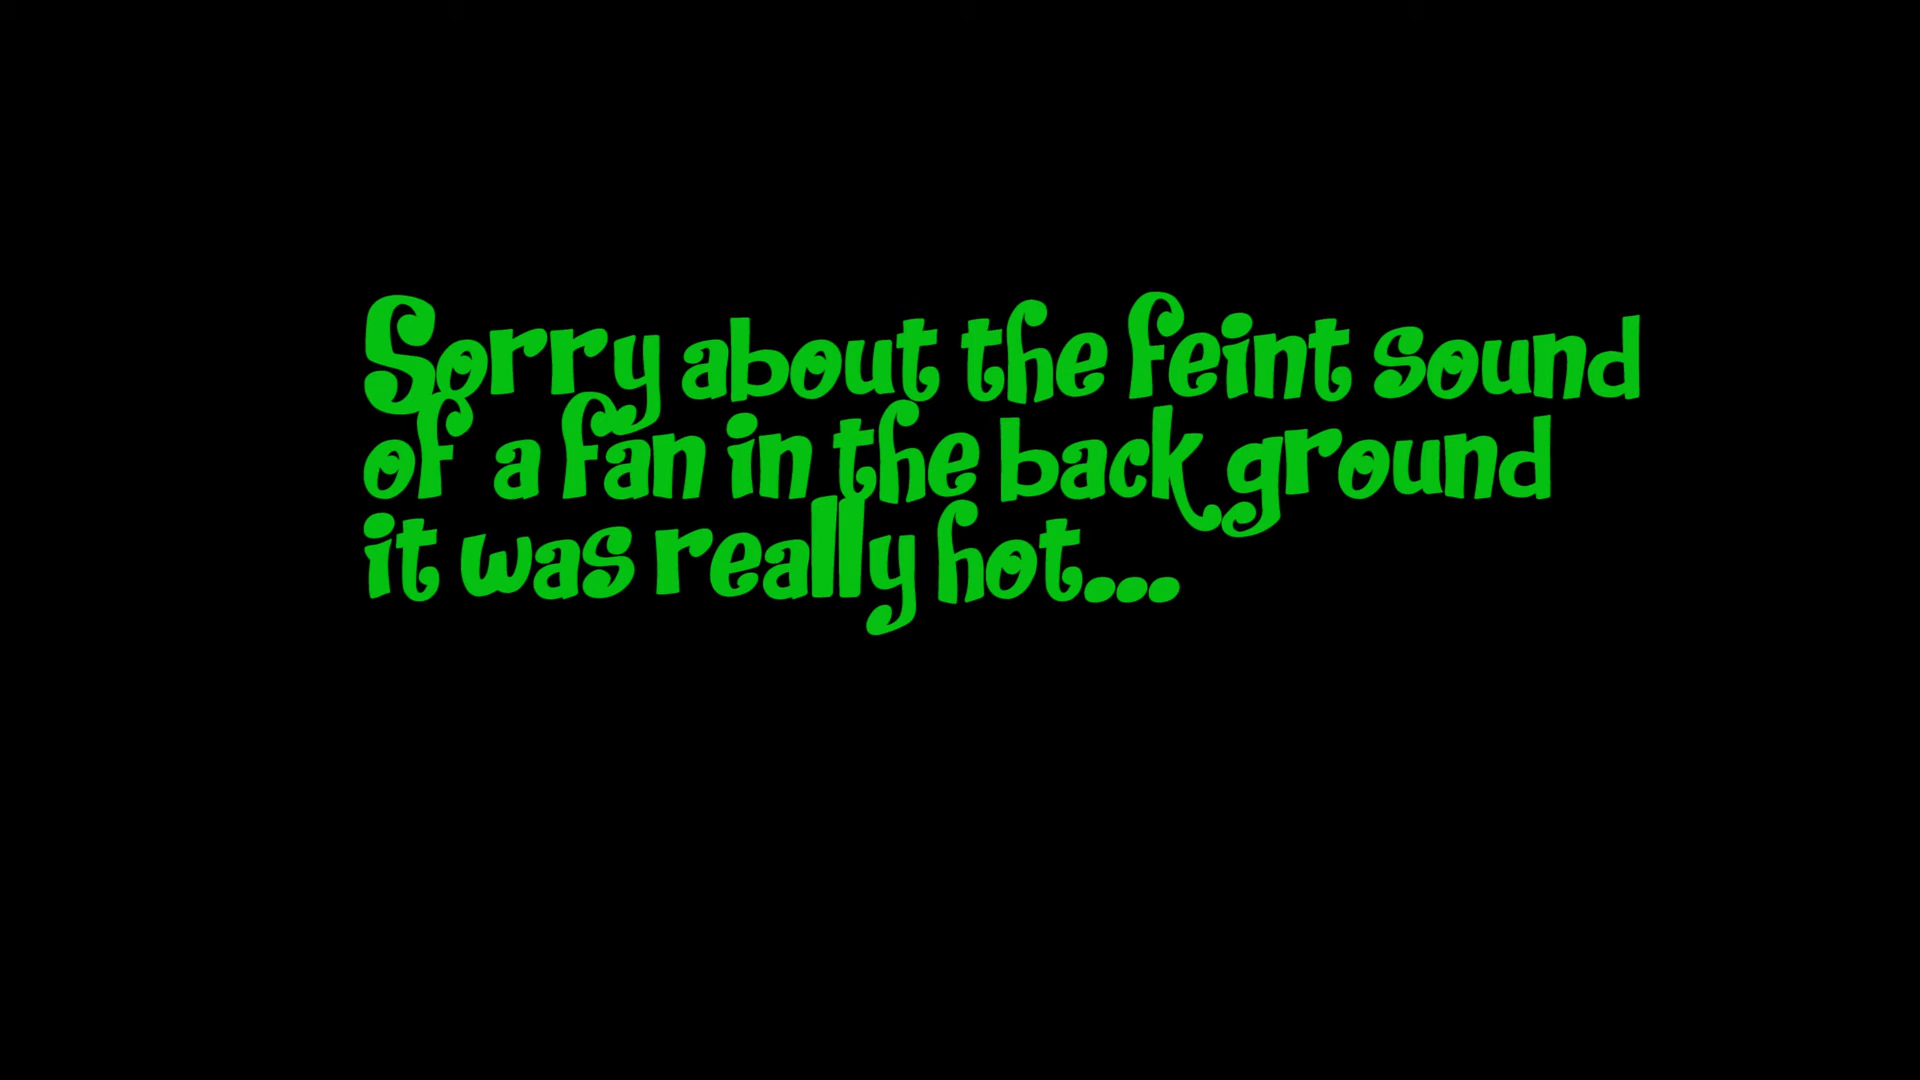 Sorry about the feint sound
of a fan in the back ground
it was really hot...